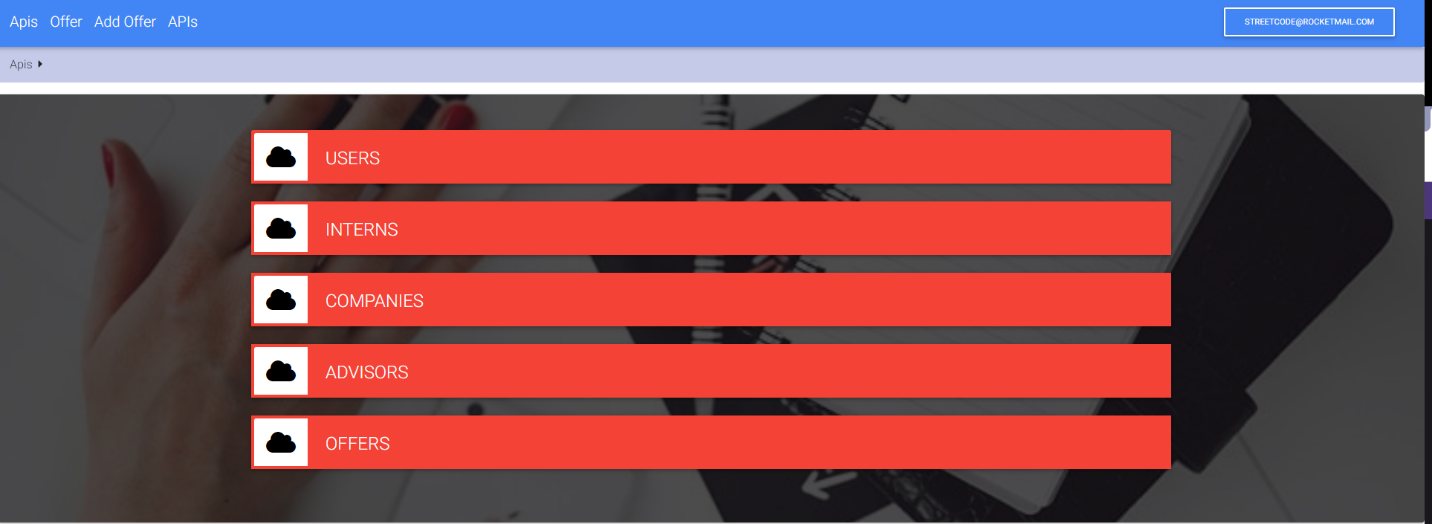 Apis Offer Add Offer APIs STREETCODE@ROCKETMAIL.COM
Apis
USERS
INTERNS
COMPANIES
ADVISORS
OFFERS